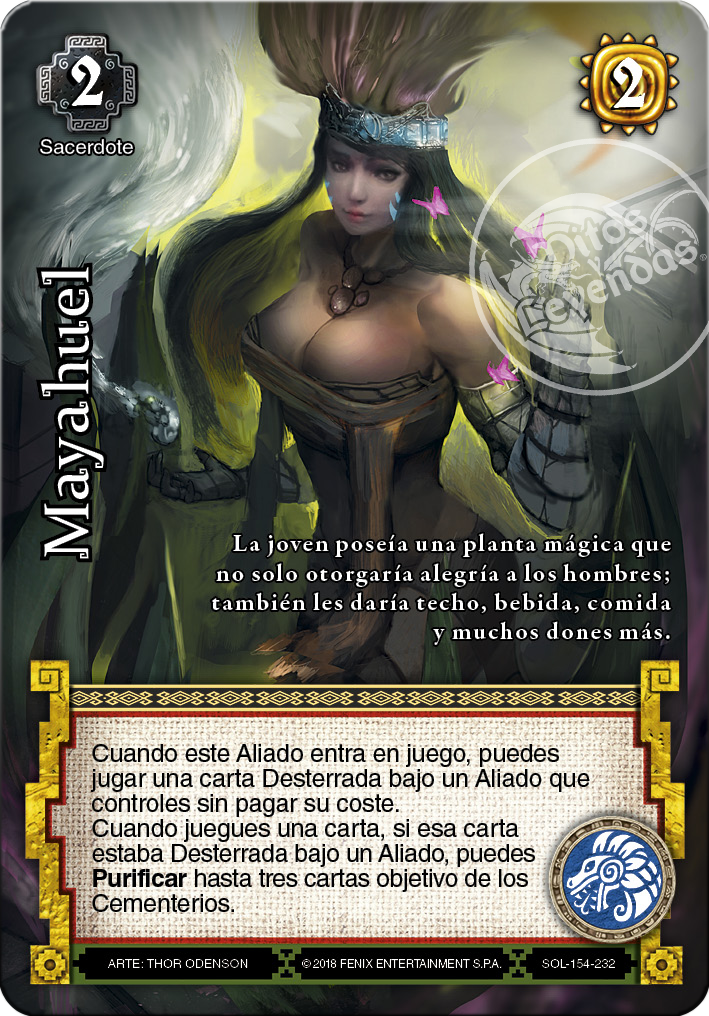 2
2
Sacerdote
Mitos
Leyendas
Mayahuel
La joven poseía una planta mágica que
no solo otorgaría alegría a los hombres;
también les daría techo, bebida, comida
y muchos dones más.
Cuando este Aliado entra en juego, puedes
jugar una carta Desterrada bajo un Aliado que
controles sin pagar su coste.
Cuando juegues una carta, si esa carta
estaba Desterrada bajo un Aliado, puedes
Purificar hasta tres cartas objetivo de los
Cementerios.
ARTE: THOR ODENSON
©2018 FENIX ENTERTAINMENT S.P.A.
SOL-154-232